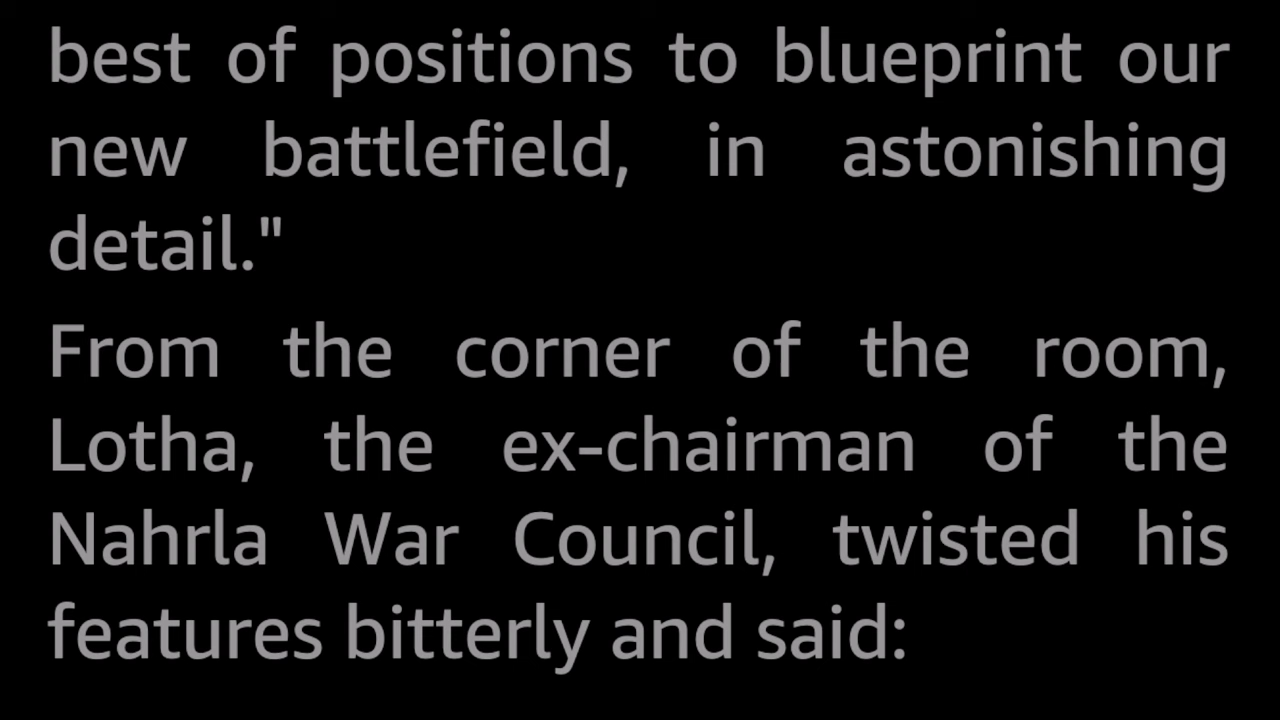 best of positions to blueprint our
new battlefield, in astonishing
detail."
From the corner of the room,
Lotha, the ex-chairman of the
Nahrla War Council, twisted his
features bitterly and said: